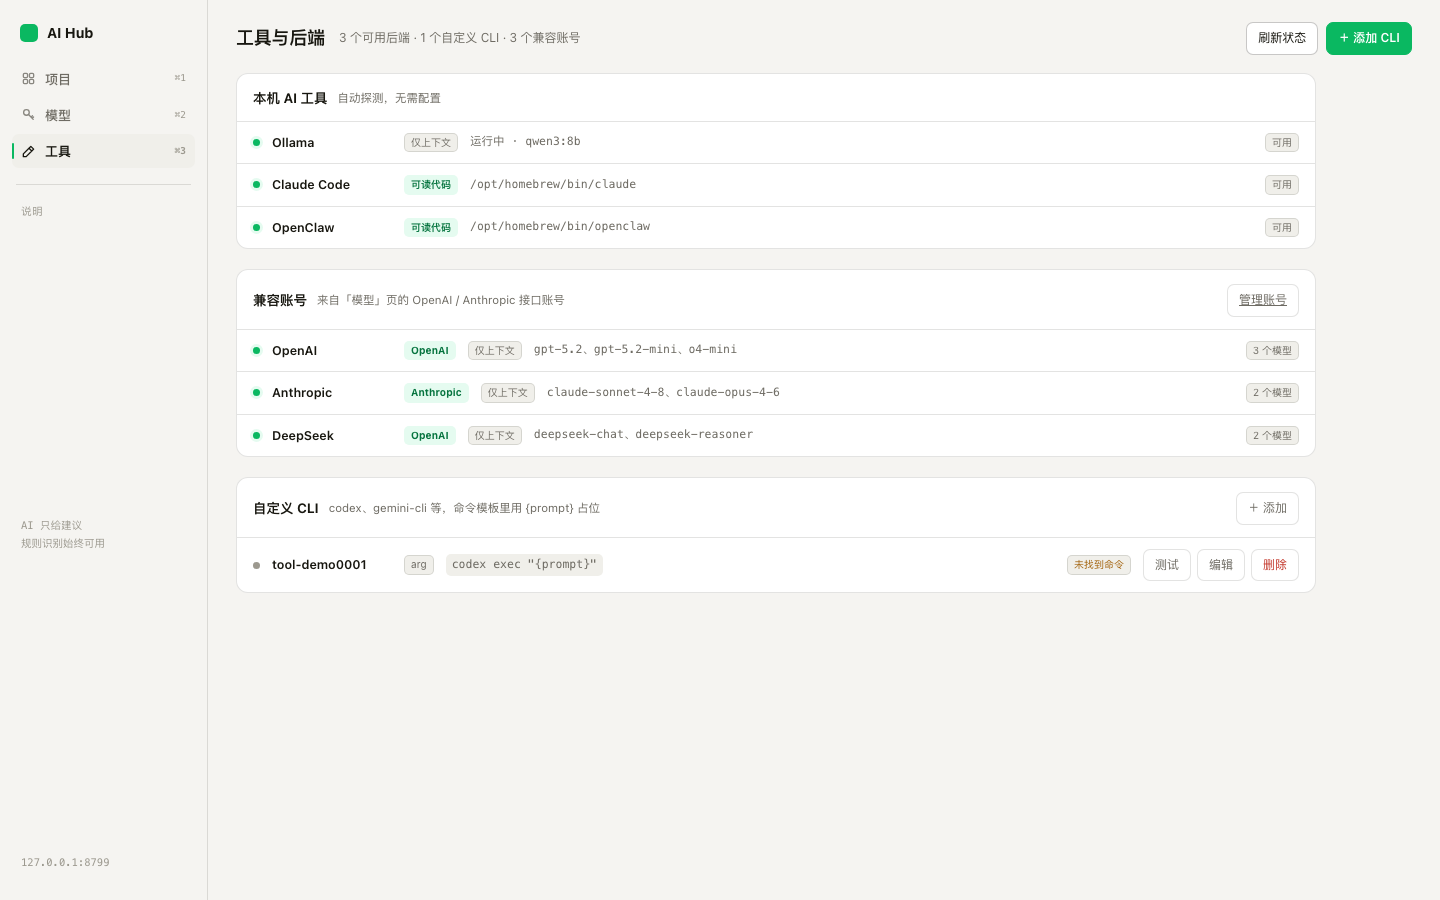 AI Hub
项目 ⌘1
模型 ⌘2
工具 ⌘3
说明
AI 只给建议
规则识别始终可用
127.0.0.1:8799
工具与后端 3 个可用后端 · 1 个自定义 CLI · 3 个兼容账号 刷新状态 + 添加 CLI
本机 AI 工具 自动探测，无需配置
Ollama 仅上下文 运行中 · qwen3:8b 可用
Claude Code 可读代码 /opt/homebrew/bin/claude 可用
OpenClaw 可读代码 /opt/homebrew/bin/openclaw 可用
兼容账号 来自「模型」页的 OpenAI / Anthropic 接口账号 管理账号
OpenAI OpenAI 仅上下文 gpt-5.2、gpt-5.2-mini、o4-mini 3 个模型
Anthropic Anthropic 仅上下文 claude-sonnet-4-8、claude-opus-4-6 2 个模型
DeepSeek OpenAI 仅上下文 deepseek-chat、deepseek-reasoner 2 个模型
自定义 CLI codex、gemini-cli 等，命令模板里用 {prompt} 占位 + 添加
tool-demo0001 arg codex exec "{prompt}" 未找到命令 测试 编辑 删除